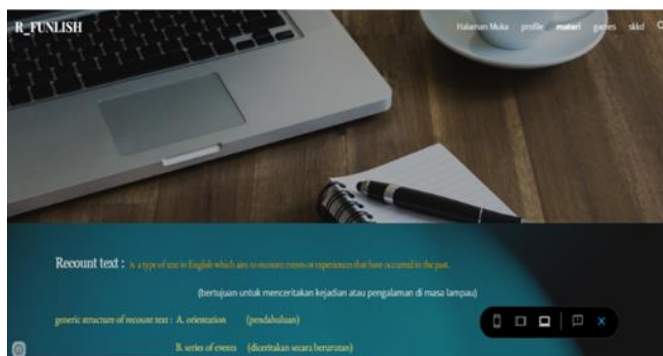 R_FUNLISH
Halaman Muka profile materi games skkd
Recount text : is a type of text in English which aim to recount events or experiences that have occurred in the past.
(bertujuan untuk menceritakan kejadian atau pengalaman di masa lampau)
generic structure of recount text : A. orientation (pendahuluan)
B. series of events (diceritakan secara berurutan)